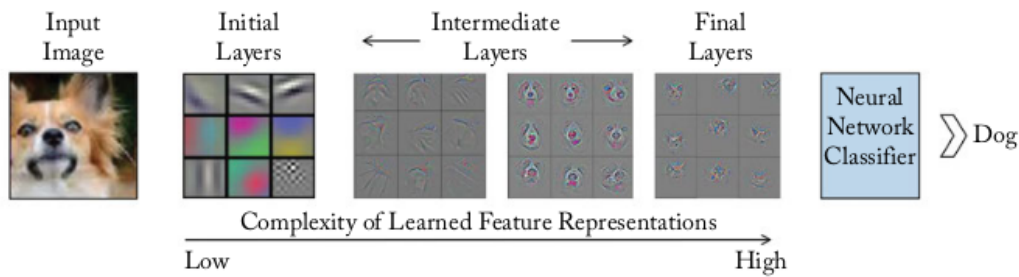 Input
Image
Initial
Layers
Intermediate
Layers
Final
Layers
Neural
Network
Classifier
Dog
Complexity of Learned Feature Representations
Low
High